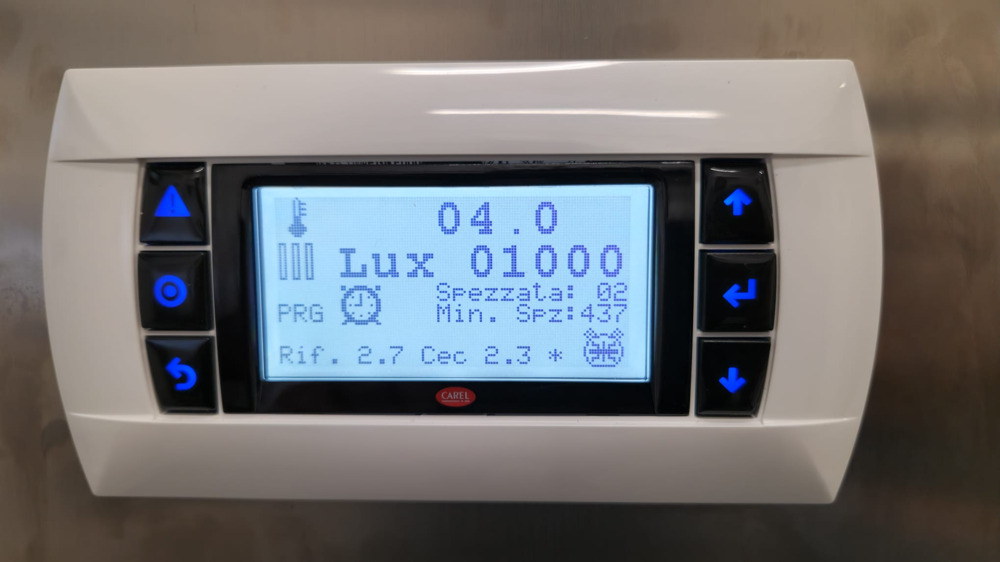 04.0
Lux 01000
Spezzata: 02
PRG
Min. Spz:437
Rif. 2.7 Cec 2.3 *
CAREL